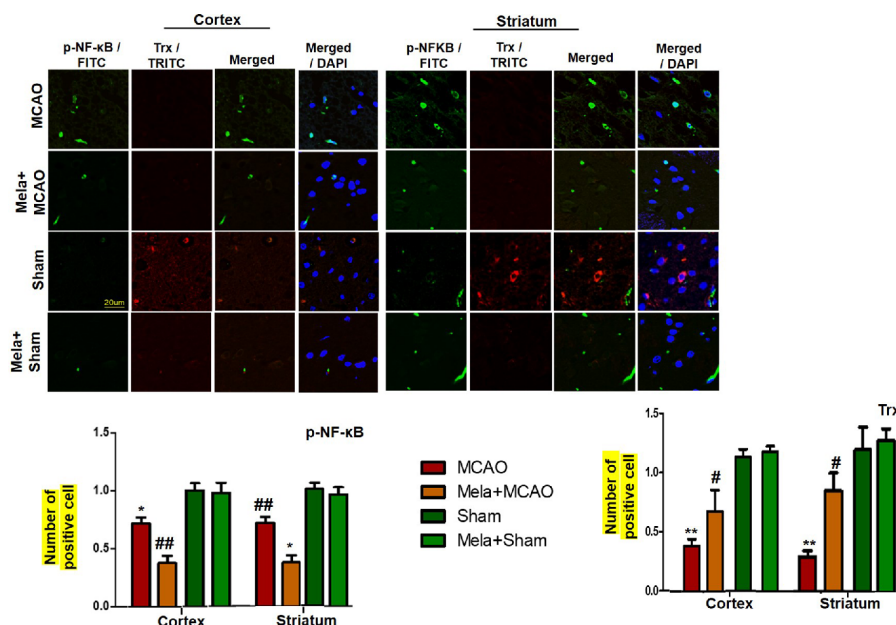 Cortex
Striatum
p-NF-κB / FITC
Trx / TRITC
Merged
Merged / DAPI
p-NFKB / FITC
Trx / TRITC
Merged
Merged / DAPI
MCAO
Mela+ MCAO
Sham
20um
Mela+ Sham
p-NF-κB
Number of
positive cell
1.5
1.0
0.5
0.0
*
##
##
*
Cortex
Striatum
MCAO
Mela+MCAO
Sham
Mela+Sham
Trx
Number of
positive cell
1.5
1.0
0.5
0.0
**
#
**
#
Cortex
Striatum